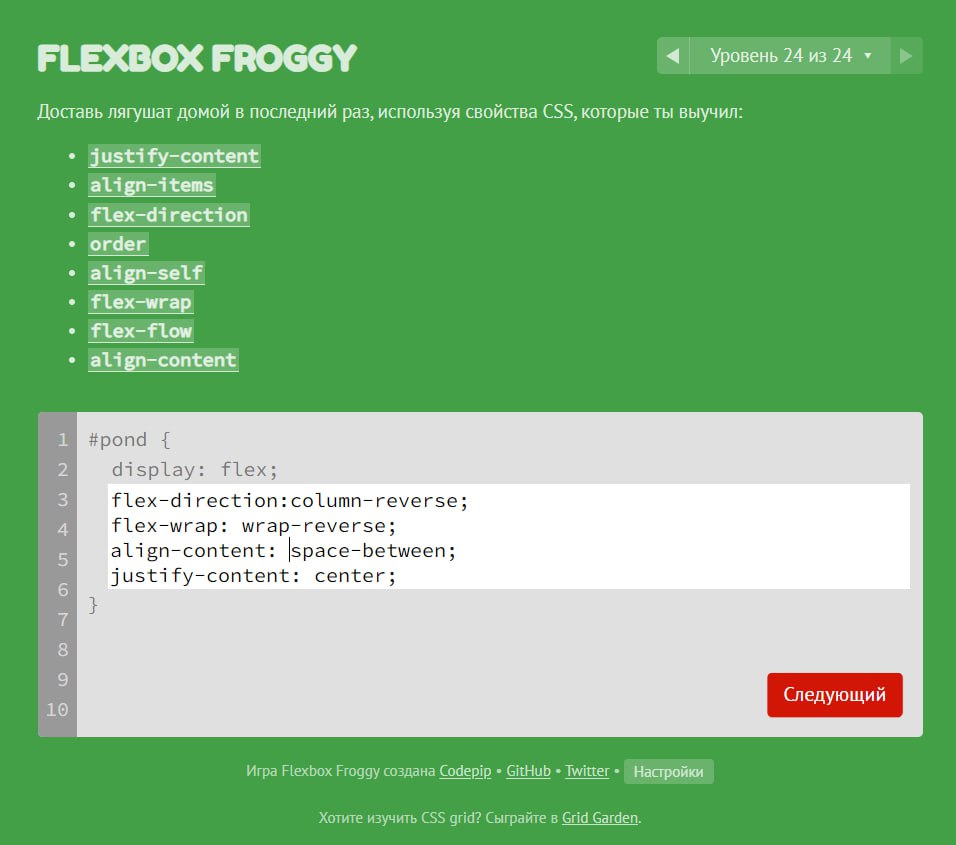 FLEXBOX FROGGY
Уровень 24 из 24
Доставь лягушат домой в последний раз, используя свойства CSS, которые ты выучил:
justify-content
align-items
flex-direction
order
align-self
flex-wrap
flex-flow
align-content
1 #pond {
2 display: flex;
3 flex-direction:column-reverse;
4 flex-wrap: wrap-reverse;
5 align-content: space-between;
6 justify-content: center;
7 }
8
9
10
Следующий
Игра Flexbox Froggy создана Codepip • GitHub • Twitter • Настройки
Хотите изучить CSS grid? Сыграйте в Grid Garden.